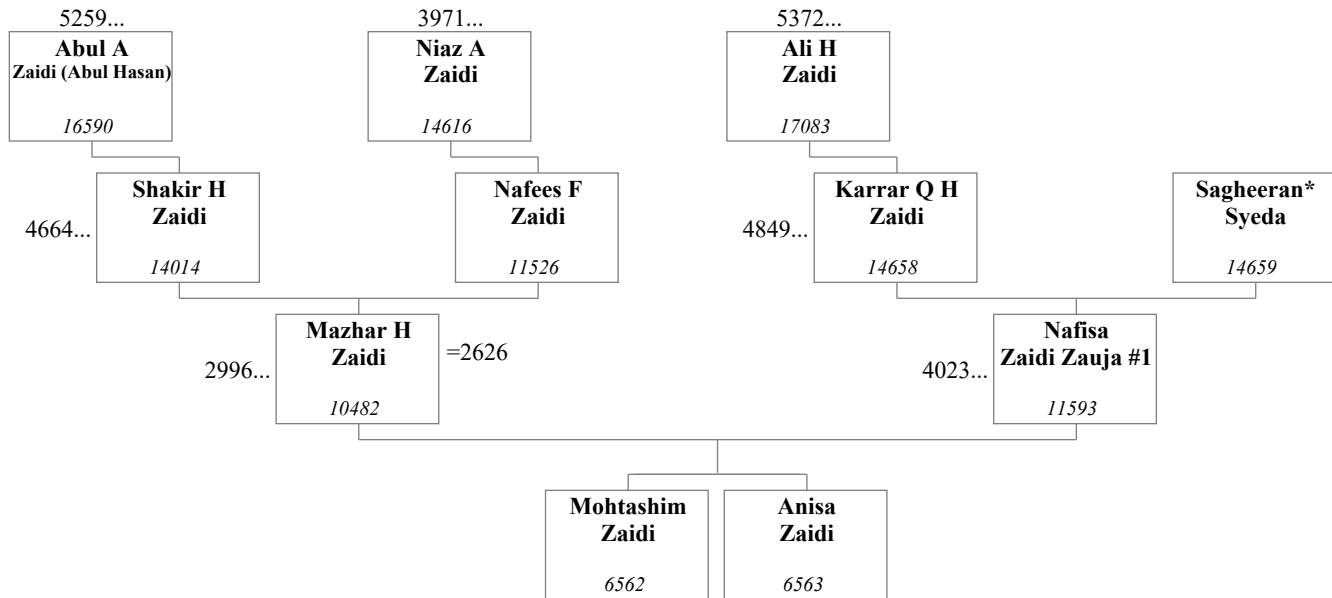 5259...
3971...
5372...
Abul A
Zaidi (Abul Hasan)
16590
Niaz A
Zaidi
14616
Ali H
Zaidi
17083
4664...
Shakir H
Zaidi
14014
Nafees F
Zaidi
11526
4849...
Karrar Q H
Zaidi
14658
Sagheeran*
Syeda
14659
2996...
Mazhar H
Zaidi
10482
=2626
4023...
Nafisa
Zaidi Zauja #1
11593
Mohtashim
Zaidi
6562
Anisa
Zaidi
6563